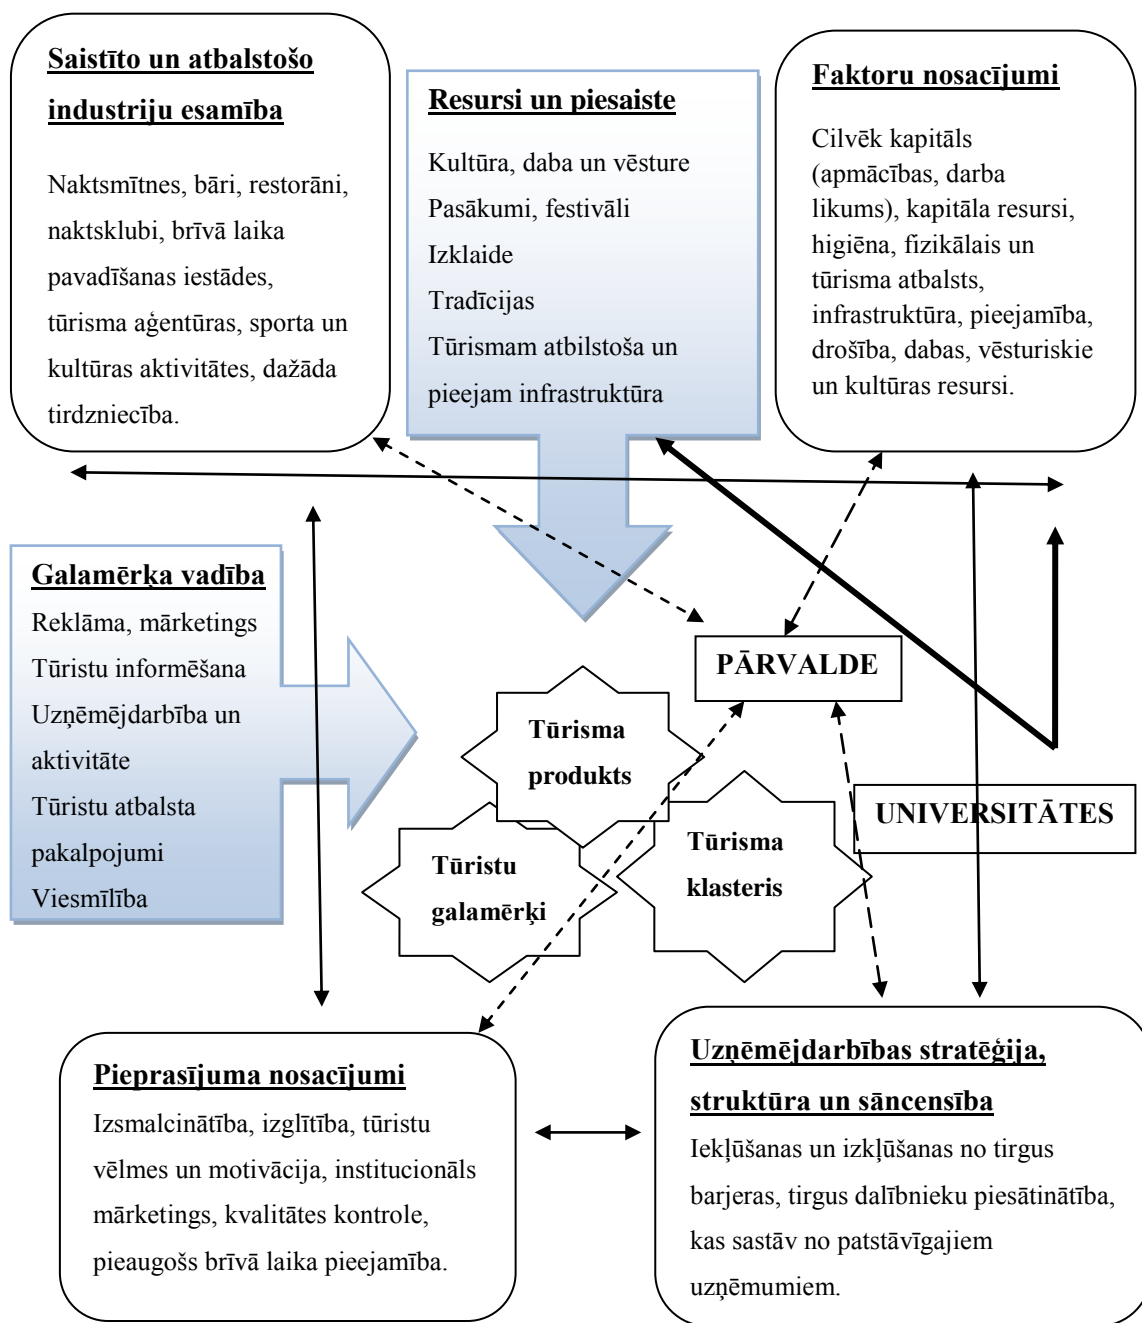 Saistīto un atbalstošo
industriju esamība
Naktsmītnes, bāri, restorāni,
naktsklubi, brīvā laika
pavadīšanas iestādes,
tūrisma aģentūras, sporta un
kultūras aktivitātes, dažāda
tirdzniecība.
Resursi un piesaiste
Kultūra, daba un vēsture
Pasākumi, festivāli
Izklaide
Tradīcijas
Tūrismam atbilstoša un
pieejam infrastruktūra
Faktoru nosacījumi
Cilvēk kapitāls
(apmācības, darba
likums), kapitāla resursi,
higiēna, fizikālais un
tūrisma atbalsts,
infrastruktūra, pieejamība,
drošība, dabas, vēsturiskie
un kultūras resursi.
Galamērķa vadība
Reklāma, mārketings
Tūristu informēšana
Uzņēmējdarbība un
aktivitāte
Tūristu atbalsta
pakalpojumi
Viesmīlība
PĀRVALDE
Tūrisma
produkts
UNIVERSITĀTES
Tūristu
galamērķi
Tūrisma
klasteris
Pieprasījuma nosacījumi
Izsmalcinātība, izglītība, tūristu
vēlmes un motivācija, institucionāls
mārketings, kvalitātes kontrole,
pieaugošs brīvā laika pieejamība.
Uzņēmējdarbības stratēģija,
struktūra un sāncensība
Iekļūšanas un izkļūšanas no tirgus
barjeras, tirgus dalībnieku piesātinātība,
kas sastāv no patstāvīgajiem
uzņēmumiem.